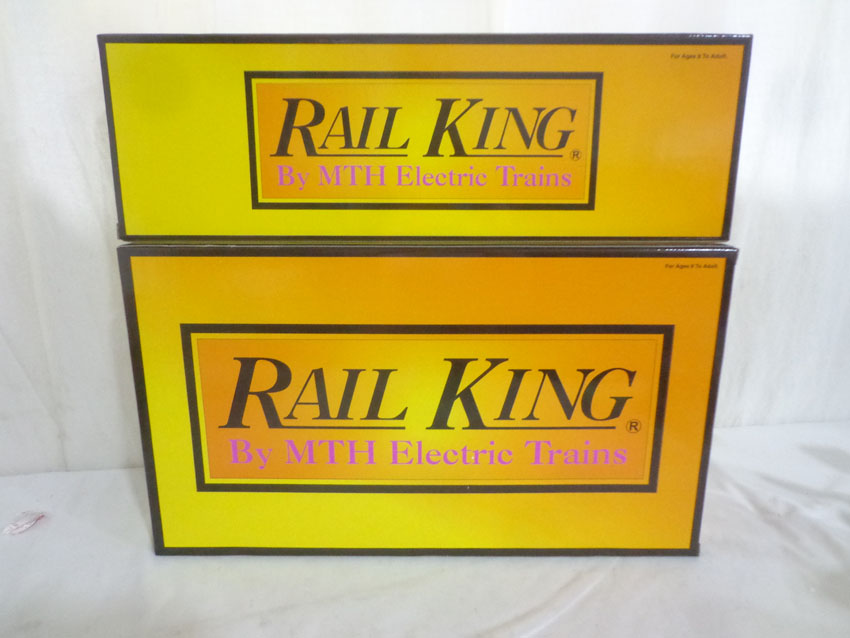 For Ages 8 To Adult.
RAIL KING®
By MTH Electric Trains
For Ages 8 To Adult.
RAIL KING®
By MTH Electric Trains